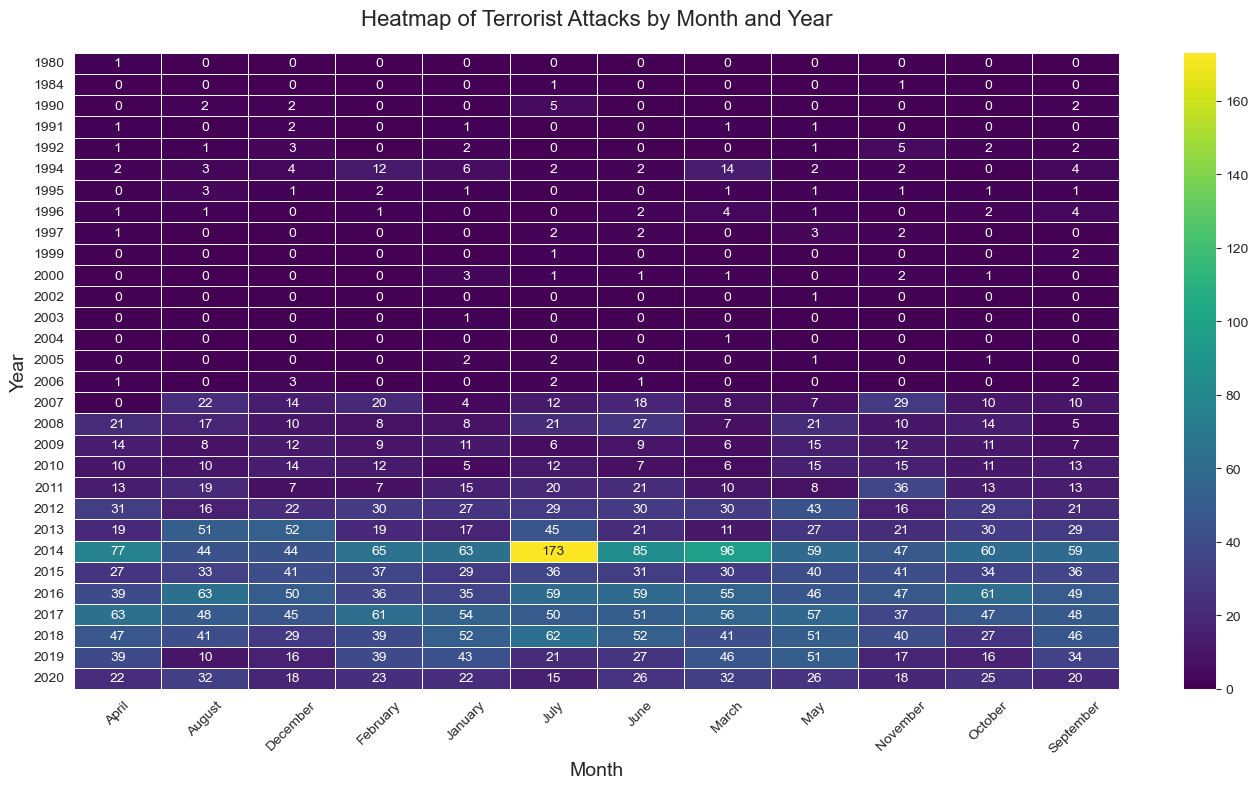 Heatmap of Terrorist Attacks by Month and Year
Year
1980 1 0 0 0 0 0 0 0 0 0 0 0
1984 0 0 0 0 0 1 0 0 0 1 0 0
1990 0 2 2 0 0 5 0 0 0 0 0 2
1991 1 0 2 0 1 0 0 1 1 0 0 0
1992 1 1 3 0 2 0 0 0 1 5 2 2
1994 2 3 4 12 6 2 2 14 2 2 0 4
1995 0 3 1 2 1 0 0 1 1 1 1 1
1996 1 1 0 1 0 0 2 4 1 0 2 4
1997 1 0 0 0 0 2 2 0 3 2 0 0
1999 0 0 0 0 0 1 0 0 0 0 0 2
2000 0 0 0 0 3 1 1 1 0 2 1 0
2002 0 0 0 0 0 0 0 0 1 0 0 0
2003 0 0 0 0 1 0 0 0 0 0 0 0
2004 0 0 0 0 0 0 0 1 0 0 0 0
2005 0 0 0 0 2 2 0 0 1 0 1 0
2006 1 0 3 0 0 2 1 0 0 0 0 2
2007 0 22 14 20 4 12 18 8 7 29 10 10
2008 21 17 10 8 8 21 27 7 21 10 14 5
2009 14 8 12 9 11 6 9 6 15 12 11 7
2010 10 10 14 12 5 12 7 6 15 15 11 13
2011 13 19 7 7 15 20 21 10 8 36 13 13
2012 31 16 22 30 27 29 30 30 43 16 29 21
2013 19 51 52 19 17 45 21 11 27 21 30 29
2014 77 44 44 65 63 173 85 96 59 47 60 59
2015 27 33 41 37 29 36 31 30 40 41 34 36
2016 39 63 50 36 35 59 59 55 46 47 61 49
2017 63 48 45 61 54 50 51 56 57 37 47 48
2018 47 41 29 39 52 62 52 41 51 40 27 46
2019 39 10 16 39 43 21 27 46 51 17 16 34
2020 22 32 18 23 22 15 26 32 26 18 25 20
April August December February January July June March May November October September
Month
160
140
120
100
80
60
40
20
0